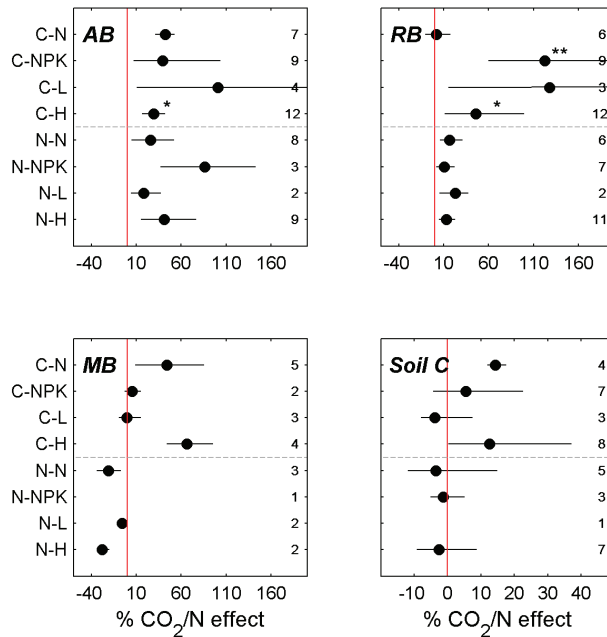 AB
C-N 7
C-NPK 9
C-L 4
C-H * 12
N-N 8
N-NPK 3
N-L 2
N-H 9
-40 10 60 110 160
RB
6
** 9
3
* 12
6
7
2
11
-40 10 60 110 160
MB
C-N 5
C-NPK 2
C-L 3
C-H 4
N-N 3
N-NPK 1
N-L 2
N-H 2
-40 10 60 110 160
% CO₂/N effect
Soil C
4
7
3
8
5
3
1
7
-10 0 10 20 30 40
% CO₂/N effect